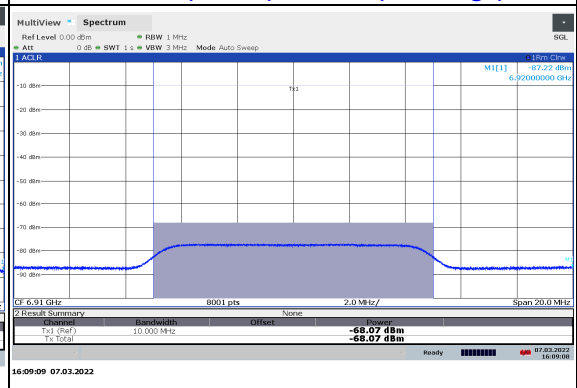 MultiView Spectrum
Ref Level 0.00 dBm RBW 1 MHz SGL
Att 0 dB SWT 1 s VBW 3 MHz Mode Auto Sweep
1 ACLR 1Rm Clrw
M1[1] -87.22 dBm
6.92000000 GHz
Tx1
-10 dBm
-20 dBm
-30 dBm
-40 dBm
-50 dBm
-60 dBm
-70 dBm
-80 dBm
M1
-90 dBm
CF 6.91 GHz 8001 pts 2.0 MHz/ Span 20.0 MHz
2 Result Summary None
Channel Bandwidth Offset Power
Tx1 (Ref) 10.000 MHz -68.07 dBm
Tx Total -68.07 dBm
Ready 07.03.2022
16:09:08
16:09:09 07.03.2022